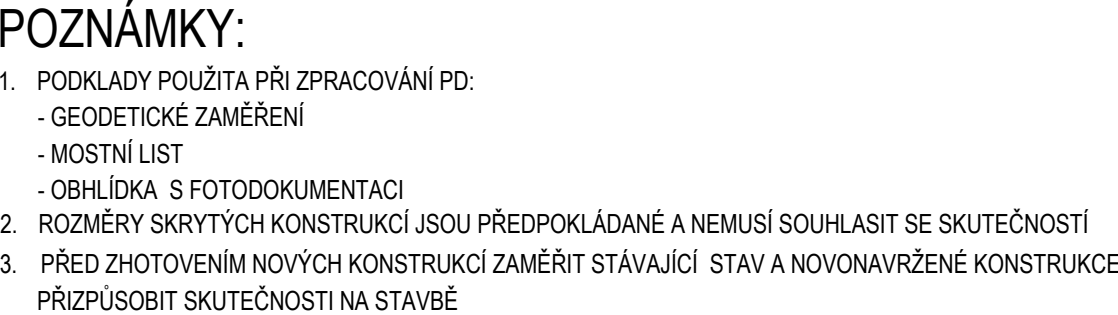 POZNÁMKY:
1. PODKLADY POUŽITA PŘI ZPRACOVÁNÍ PD:
- GEODETICKÉ ZAMĚŘENÍ
- MOSTNÍ LIST
- OBHLÍDKA S FOTODOKUMENTACI
2. ROZMĚRY SKRYTÝCH KONSTRUKCÍ JSOU PŘEDPOKLÁDANÉ A NEMUSÍ SOUHLASIT SE SKUTEČNOSTÍ
3. PŘED ZHOTOVENÍM NOVÝCH KONSTRUKCÍ ZAMĚŘIT STÁVAJÍCÍ STAV A NOVONAVRŽENÉ KONSTRUKCE
PŘIZPŮSOBIT SKUTEČNOSTI NA STAVBĚ